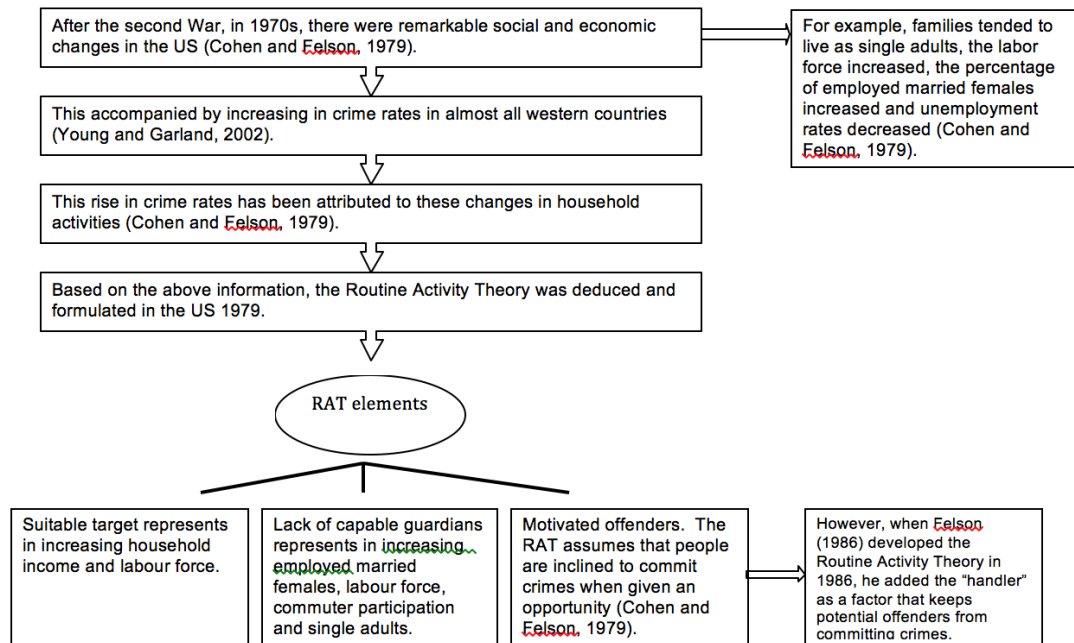 After the second War, in 1970s, there were remarkable social and economic
changes in the US (Cohen and Felson, 1979).
For example, families tended to
live as single adults, the labor
force increased, the percentage
of employed married females
increased and unemployment
rates decreased (Cohen and
Felson, 1979).
This accompanied by increasing in crime rates in almost all western countries
(Young and Garland, 2002).
This rise in crime rates has been attributed to these changes in household
activities (Cohen and Felson, 1979).
Based on the above information, the Routine Activity Theory was deduced and
formulated in the US 1979.
RAT elements
Suitable target represents
in increasing household
income and labour force.
Lack of capable guardians
represents in increasing
employed married
females, labour force,
commuter participation
and single adults.
Motivated offenders. The
RAT assumes that people
are inclined to commit
crimes when given an
opportunity (Cohen and
Felson, 1979).
However, when Felson
(1986) developed the
Routine Activity Theory in
1986, he added the “handler”
as a factor that keeps
potential offenders from
committing crimes.